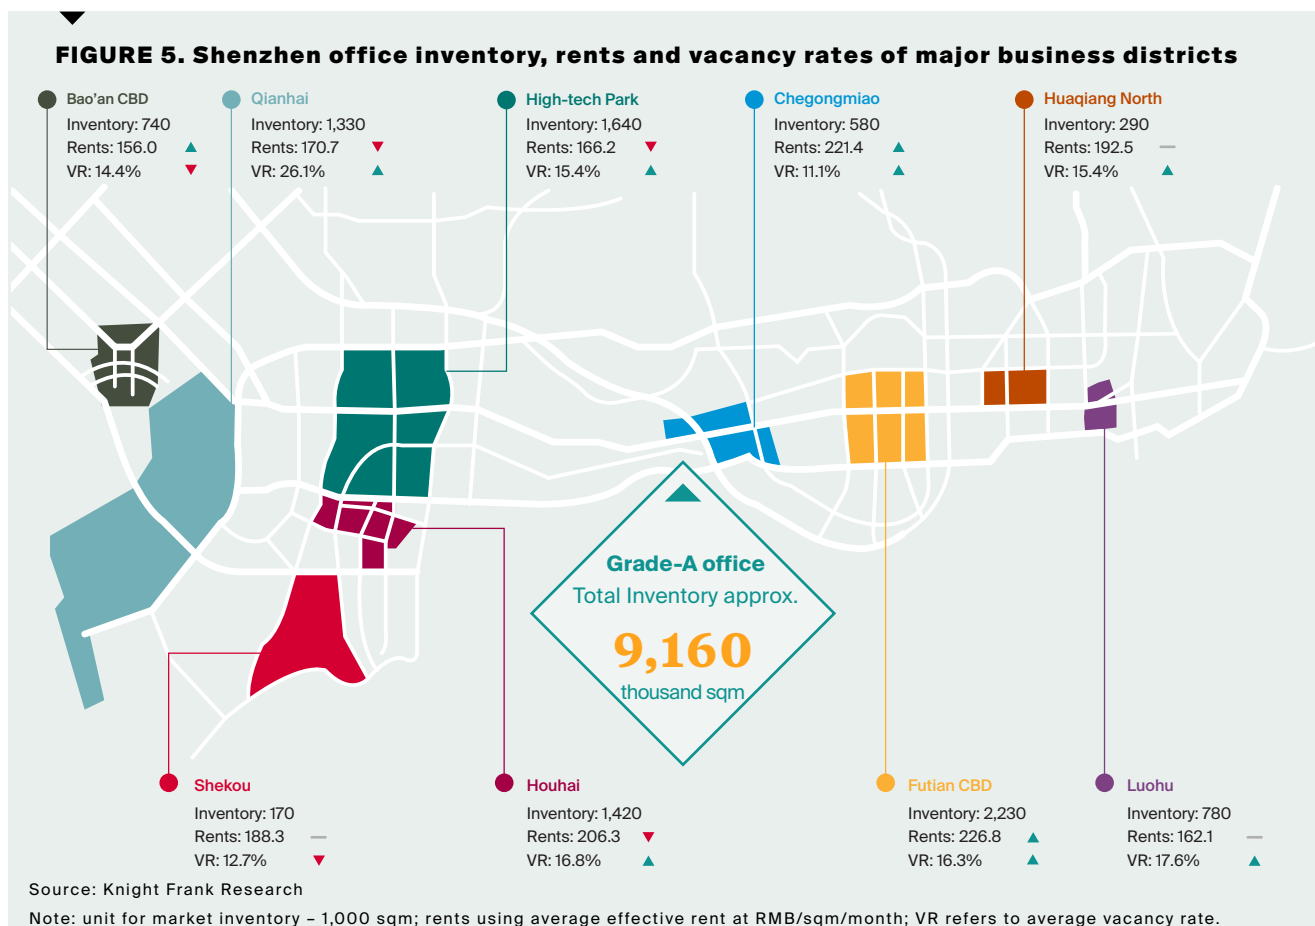 FIGURE 5. Shenzhen office inventory, rents and vacancy rates of major business districts
Bao’an CBD
Inventory: 740
Rents: 156.0
VR: 14.4%
Qianhai
Inventory: 1,330
Rents: 170.7
VR: 26.1%
High-tech Park
Inventory: 1,640
Rents: 166.2
VR: 15.4%
Chegongmiao
Inventory: 580
Rents: 221.4
VR: 11.1%
Huaqiang North
Inventory: 290
Rents: 192.5
VR: 15.4%
Grade-A office
Total Inventory approx.
9,160
thousand sqm
Shekou
Inventory: 170
Rents: 188.3
VR: 12.7%
Houhai
Inventory: 1,420
Rents: 206.3
VR: 16.8%
Futian CBD
Inventory: 2,230
Rents: 226.8
VR: 16.3%
Luohu
Inventory: 780
Rents: 162.1
VR: 17.6%
Source: Knight Frank Research
Note: unit for market inventory – 1,000 sqm; rents using average effective rent at RMB/sqm/month; VR refers to average vacancy rate.